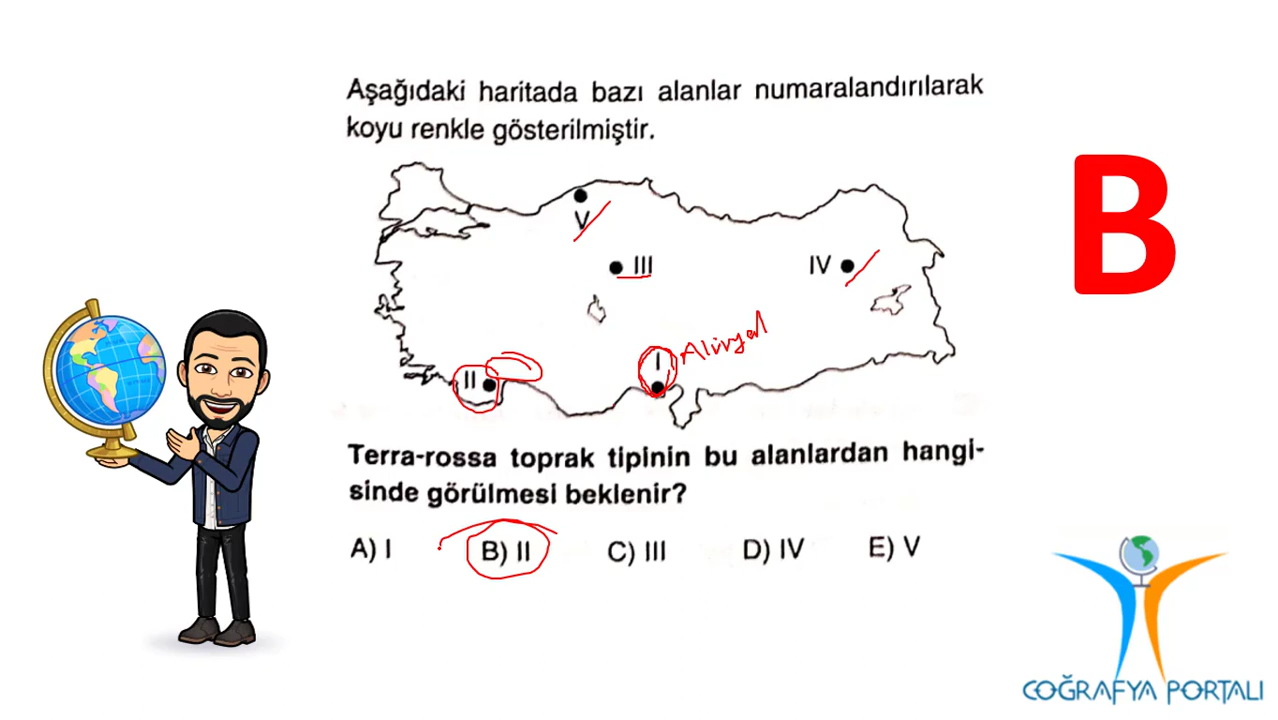 Aşağıdaki haritada bazı alanlar numaralandırılarak
koyu renkle gösterilmiştir.
B
V
III
IV
I
Alüvyal
II
Terra-rossa toprak tipinin bu alanlardan hangi-
sinde görülmesi beklenir?
A) I B) II C) III D) IV E) V
COĞRAFYA PORTALI